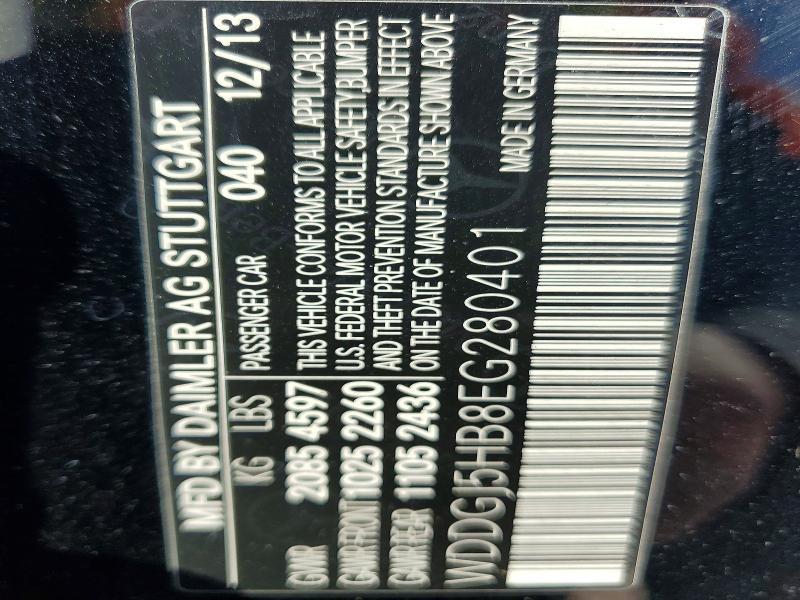 MFD BY DAIMLER AG STUTTGART
KG LBS PASSENGER CAR 040 12/13
GVWR 2085 4597 THIS VEHICLE CONFORMS TO ALL APPLICABLE
GAWR FRONT 1025 2260 U.S. FEDERAL MOTOR VEHICLE SAFETY, BUMPER
GAWR REAR 1105 2436 AND THEFT PREVENTION STANDARDS IN EFFECT
ON THE DATE OF MANUFACTURE SHOWN ABOVE
WDDGJ5HB8EG280401 MADE IN GERMANY